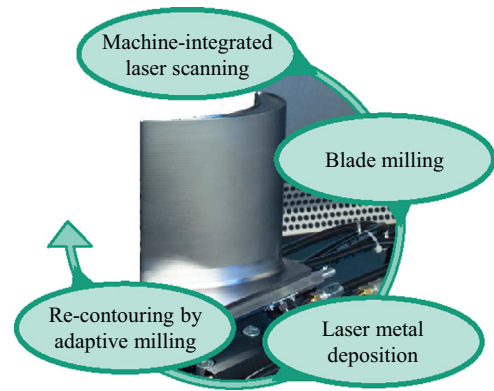 Machine-integrated
laser scanning
Blade milling
Laser metal
deposition
Re-contouring by
adaptive milling